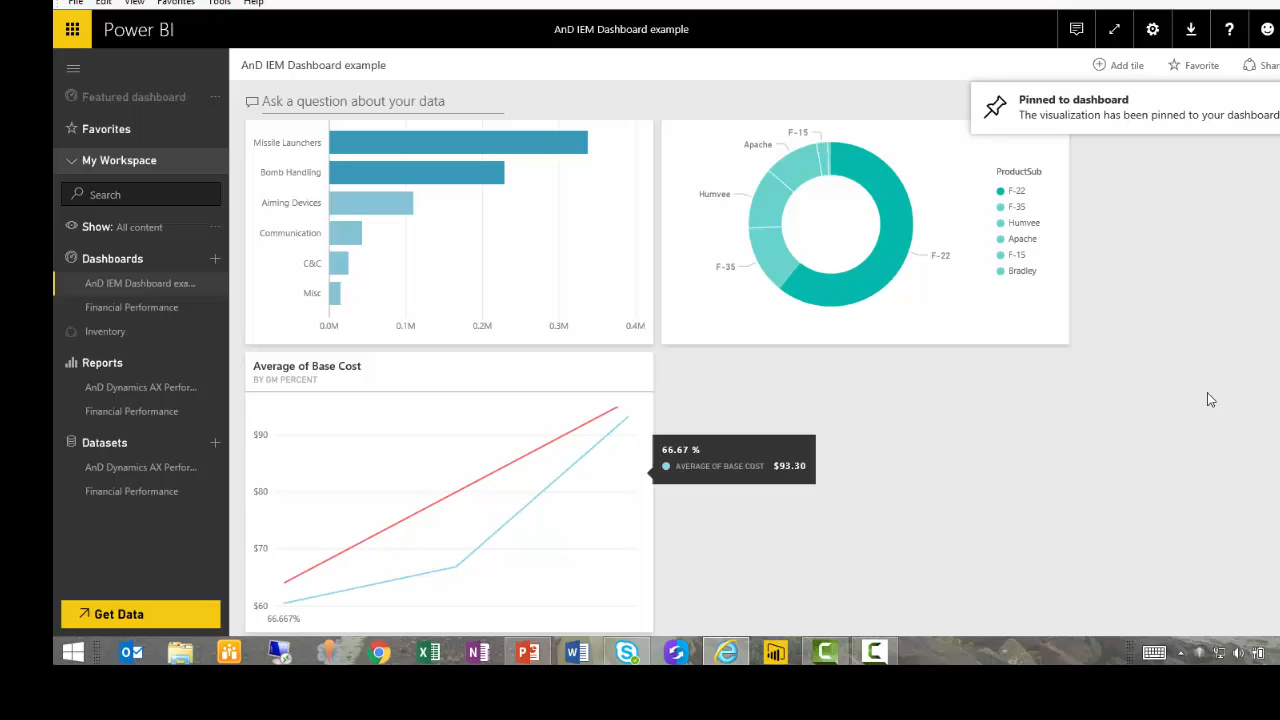 File Edit View Favorites Tools Help
Power BI
AnD IEM Dashboard example
AnD IEM Dashboard example
Add tile
Favorite
Shar
Ask a question about your data
Pinned to dashboard
The visualization has been pinned to your dashboard
Featured dashboard
Favorites
My Workspace
Search
Show: All content
Dashboards
AnD IEM Dashboard exa...
Financial Performance
Inventory
Reports
AnD Dynamics AX Perfor...
Financial Performance
Datasets
AnD Dynamics AX Perfor...
Financial Performance
Get Data
Missile Launchers
Bomb Handling
Aiming Devices
Communication
C&C
Misc
0.0M 0.1M 0.2M 0.3M 0.4M
F-15
Apache
Humvee
F-35
F-22
ProductSub
F-22
F-35
Humvee
Apache
F-15
Bradley
Average of Base Cost
BY GM PERCENT
$90
$80
$70
$60
66.667%
66.67 %
AVERAGE OF BASE COST $93.30